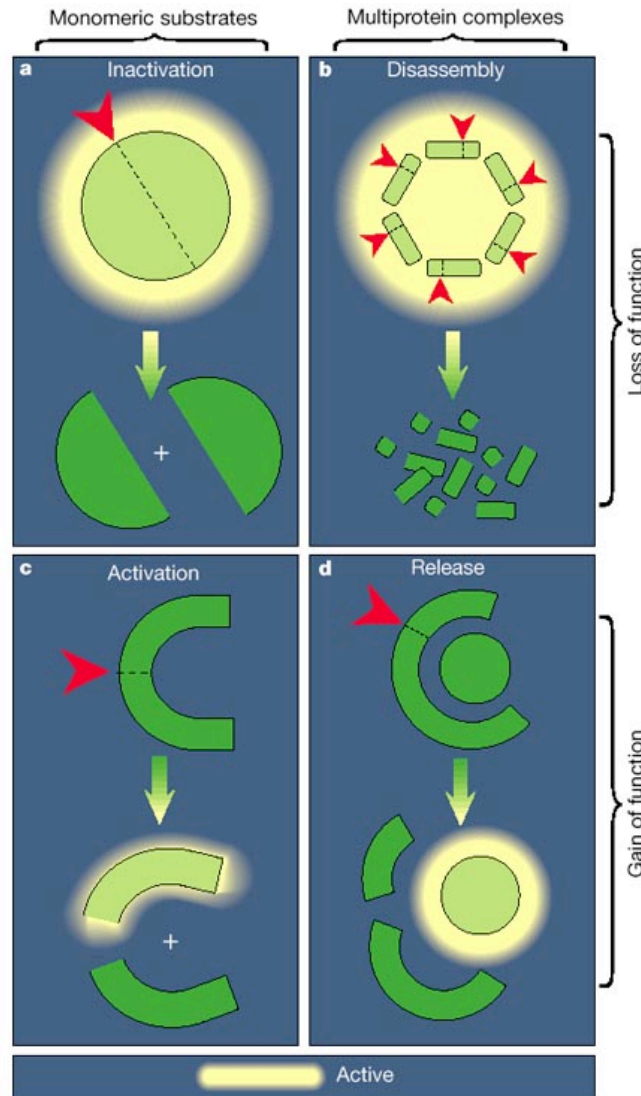 Monomeric substrates
Multiprotein complexes
a Inactivation
b Disassembly
Loss of function
+
c Activation
d Release
Gain of function
+
Active